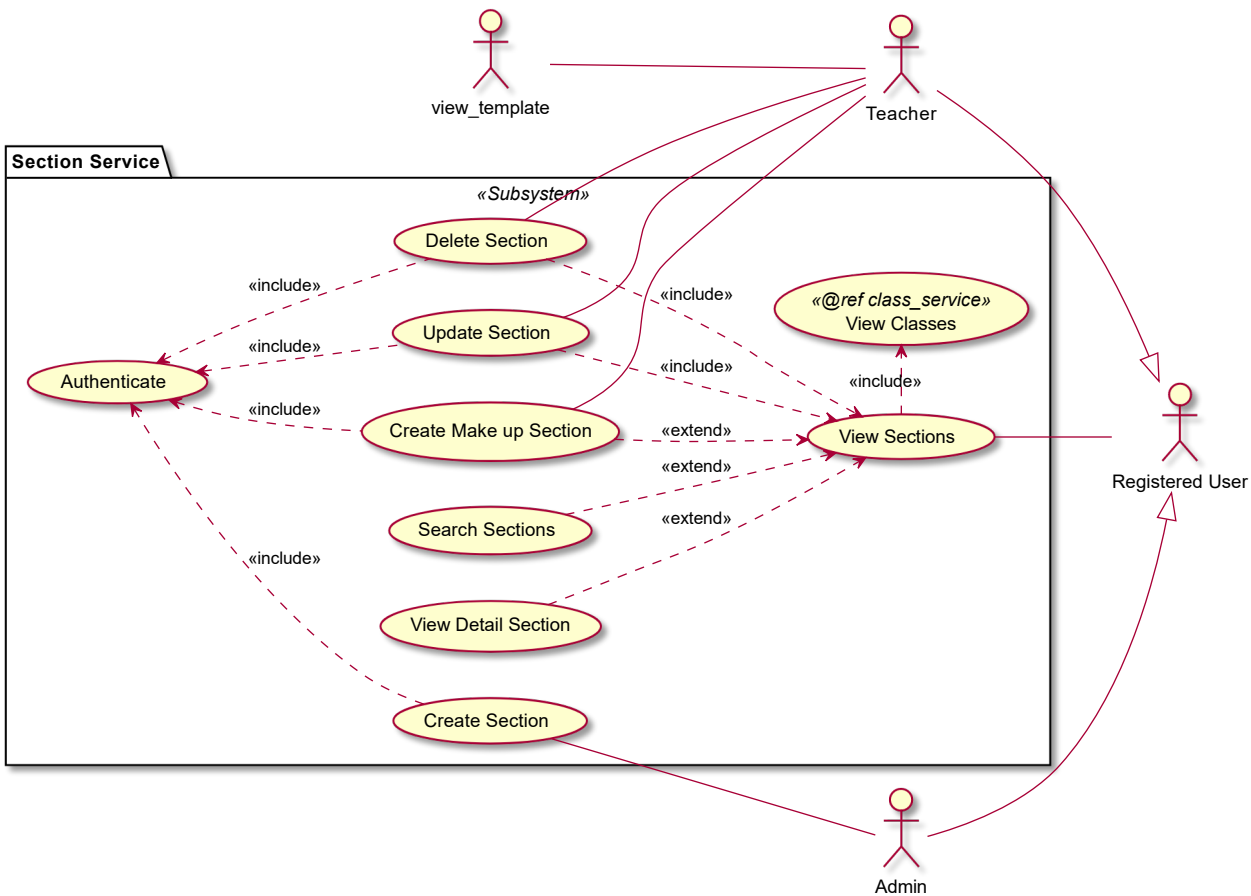 view_template
Teacher
Section Service
«Subsystem»
Delete Section
«include»
«include»
«@ref class_service»
View Classes
Update Section
«include»
«include»
Authenticate
«include»
«include»
Create Make up Section
«extend»
View Sections
«extend»
Registered User
Search Sections
«extend»
«include»
View Detail Section
Create Section
Admin